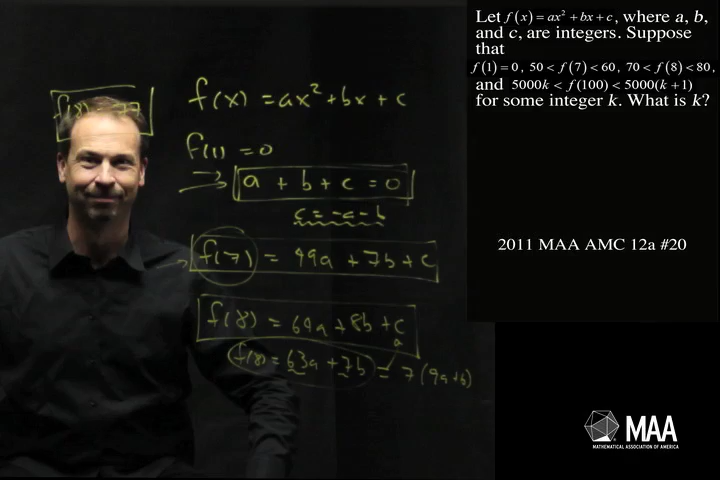 Let f(x) = ax² + bx + c, where a, b,
and c, are integers. Suppose
that
f(1) = 0, 50 < f(7) < 60, 70 < f(8) < 80,
and 5000k < f(100) < 5000(k + 1)
for some integer k. What is k?
f(x) = ax² + bx + c
f(1) = 0
a + b + c = 0
c = -a - b
f(7) = 49a + 7b + c
f(8) = 64a + 8b + c
f(8) = 63a + 7b = 7(9a+b)
2011 MAA AMC 12a #20
MAA
MATHEMATICAL ASSOCIATION OF AMERICA